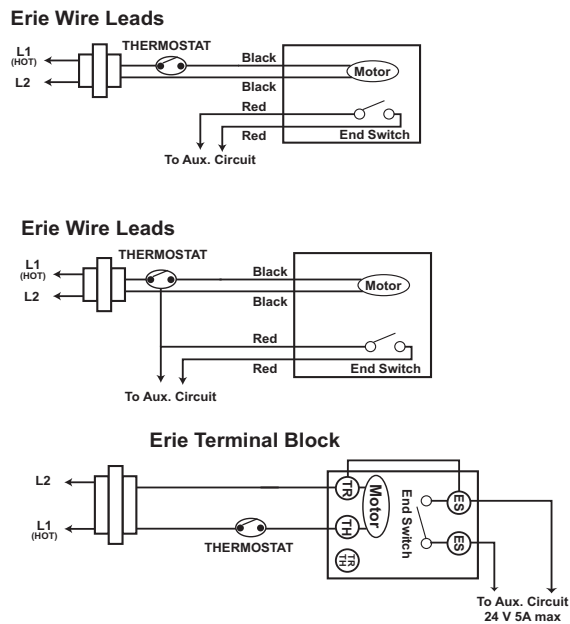 Erie Wire Leads
L1
(HOT)
L2
THERMOSTAT
Black
Black
Motor
Red
Red
End Switch
To Aux. Circuit
Erie Wire Leads
L1
(HOT)
L2
THERMOSTAT
Black
Black
Motor
Red
Red
End Switch
To Aux. Circuit
Erie Terminal Block
L2
L1
(HOT)
THERMOSTAT
TR
TH
TR
TH
Motor
End Switch
ES
ES
To Aux. Circuit
24 V 5A max